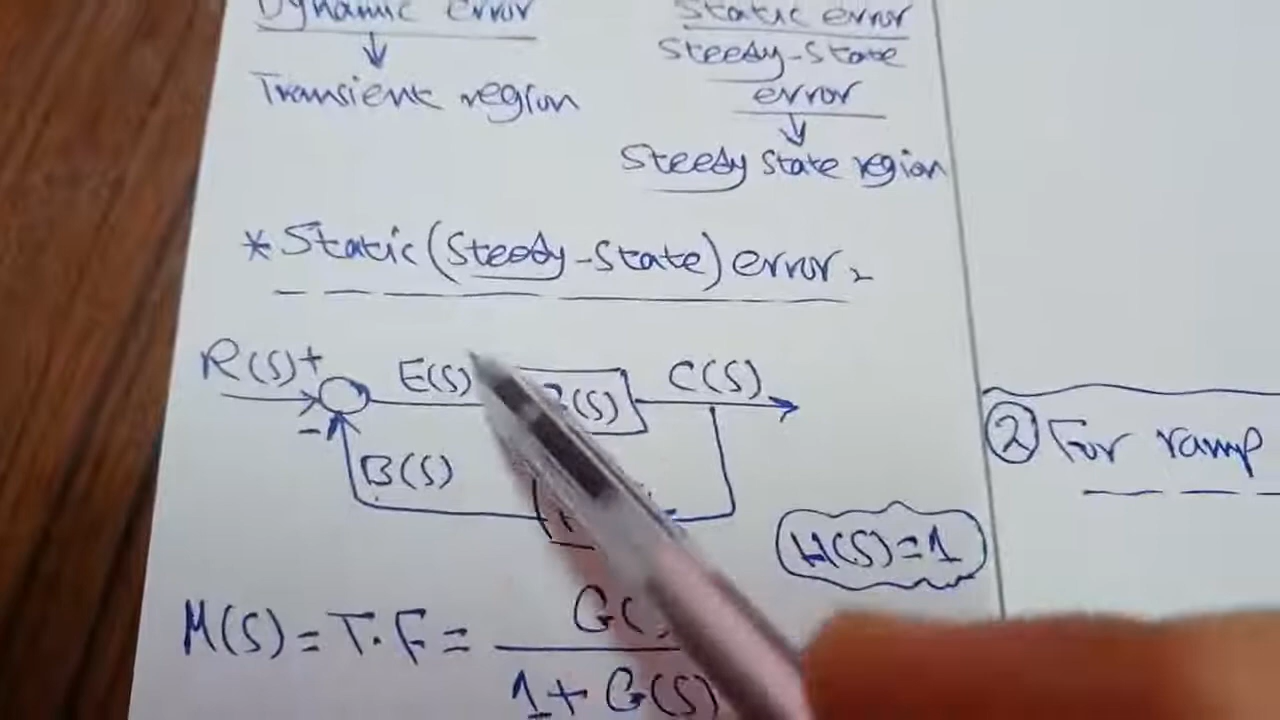 Dynamic error
Transient region
Static error
Steady-State
error
Steady State region
* Static (Steady-State) error:-
R(S) + E(S) (S) C(S)
-
B(S)
H(S)=1
M(S) = T.F = G(
1+ G(S)
② For ramp